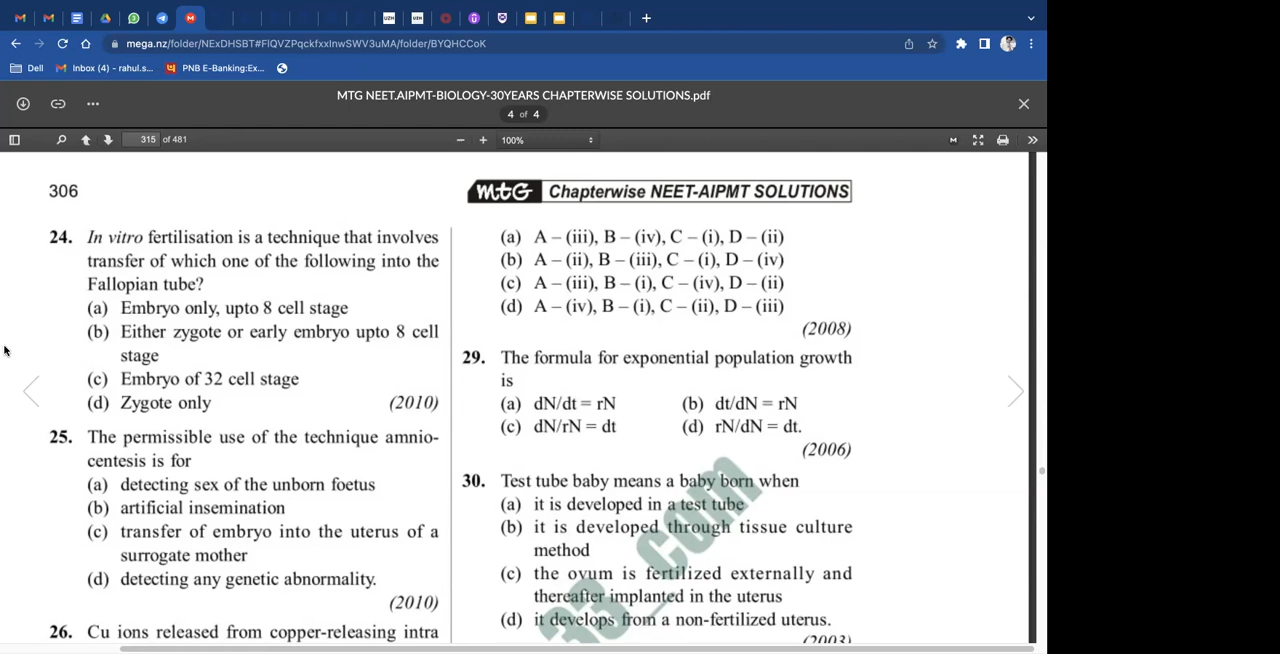 UZH
UZH
mega.nz/folder/NExDHSBT#FlQVZPqckfxxInwSWV3uMA/folder/BYQHCCoK
Dell
Inbox (4) - rahul.s...
PNB E-Banking:Ex...
MTG NEET.AIPMT-BIOLOGY-30YEARS CHAPTERWISE SOLUTIONS.pdf
4 of 4
315 of 481
100%
306
mtG Chapterwise NEET-AIPMT SOLUTIONS
24. In vitro fertilisation is a technique that involves
transfer of which one of the following into the
Fallopian tube?
(a) Embryo only, upto 8 cell stage
(b) Either zygote or early embryo upto 8 cell
stage
(c) Embryo of 32 cell stage
(d) Zygote only (2010)
25. The permissible use of the technique amnio-
centesis is for
(a) detecting sex of the unborn foetus
(b) artificial insemination
(c) transfer of embryo into the uterus of a
surrogate mother
(d) detecting any genetic abnormality.
(2010)
26. Cu ions released from copper-releasing intra
(a) A – (iii), B – (iv), C – (i), D – (ii)
(b) A – (ii), B – (iii), C – (i), D – (iv)
(c) A – (iii), B – (i), C – (iv), D – (ii)
(d) A – (iv), B – (i), C – (ii), D – (iii)
(2008)
29. The formula for exponential population growth
is
(a) dN/dt = rN (b) dt/dN = rN
(c) dN/rN = dt (d) rN/dN = dt.
(2006)
30. Test tube baby means a baby born when
(a) it is developed in a test tube
(b) it is developed through tissue culture
method
(c) the ovum is fertilized externally and
thereafter implanted in the uterus
(d) it develops from a non-fertilized uterus.
(2003)
33_com